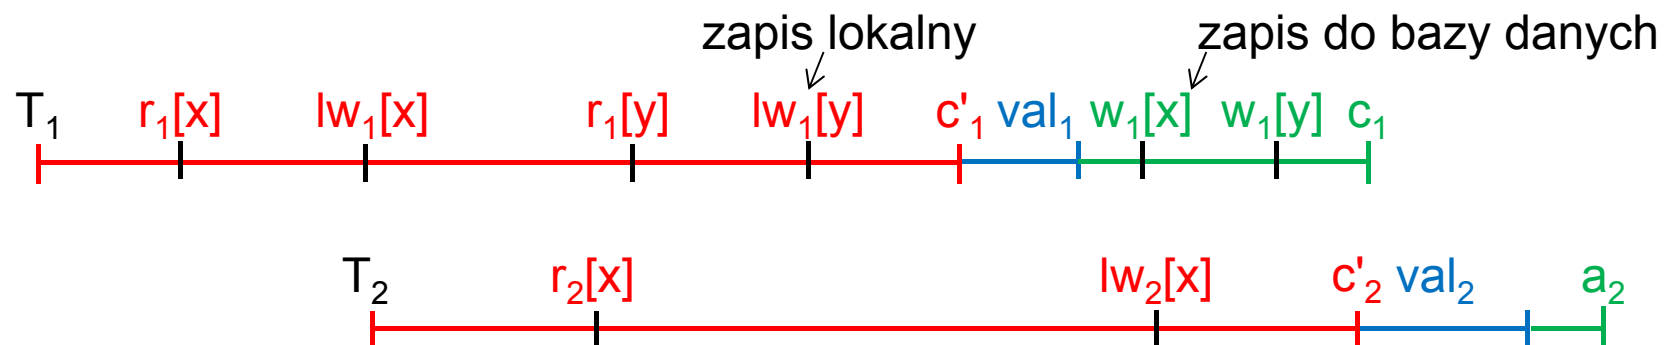 zapis lokalny zapis do bazy danych
T₁ r₁[x] lw₁[x] r₁[y] lw₁[y] c'₁ val₁ w₁[x] w₁[y] c₁
T₂ r₂[x] lw₂[x] c'₂ val₂ a₂